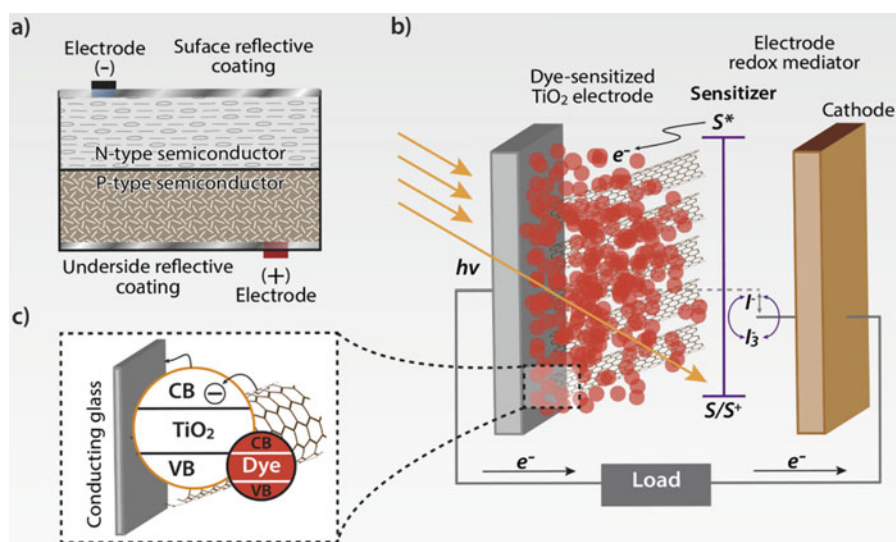 a)
Electrode
(−)
Suface reflective
coating
N-type semiconductor
P-type semiconductor
Underside reflective
coating
(+)
Electrode
b)
Electrode
redox mediator
Dye-sensitized
TiO₂ electrode
Sensitizer
Cathode
S*
e⁻
hv
I⁻
I₃
S/S⁺
e⁻
Load
e⁻
c)
Conducting glass
CB
−
TiO₂
VB
CB
Dye
VB